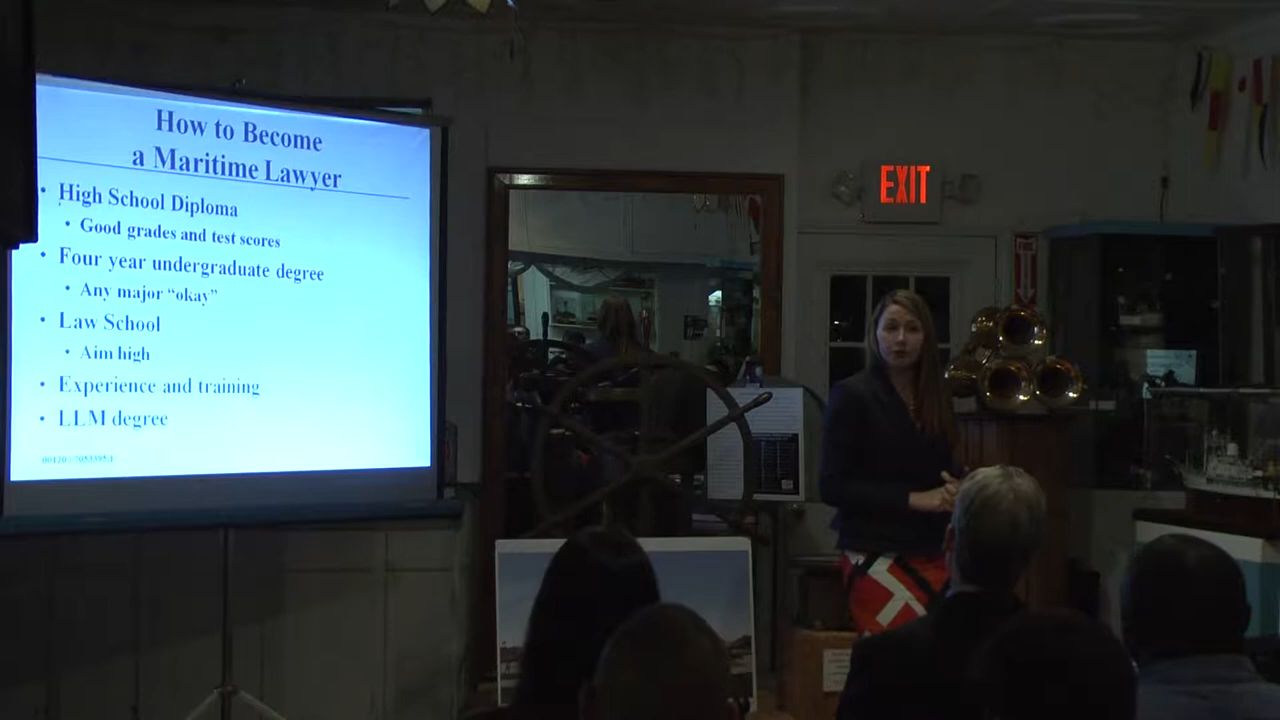 How to Become
a Maritime Lawyer
• High School Diploma
• Good grades and test scores
• Four year undergraduate degree
• Any major “okay”
• Law School
• Aim high
• Experience and training
• LLM degree
EXIT